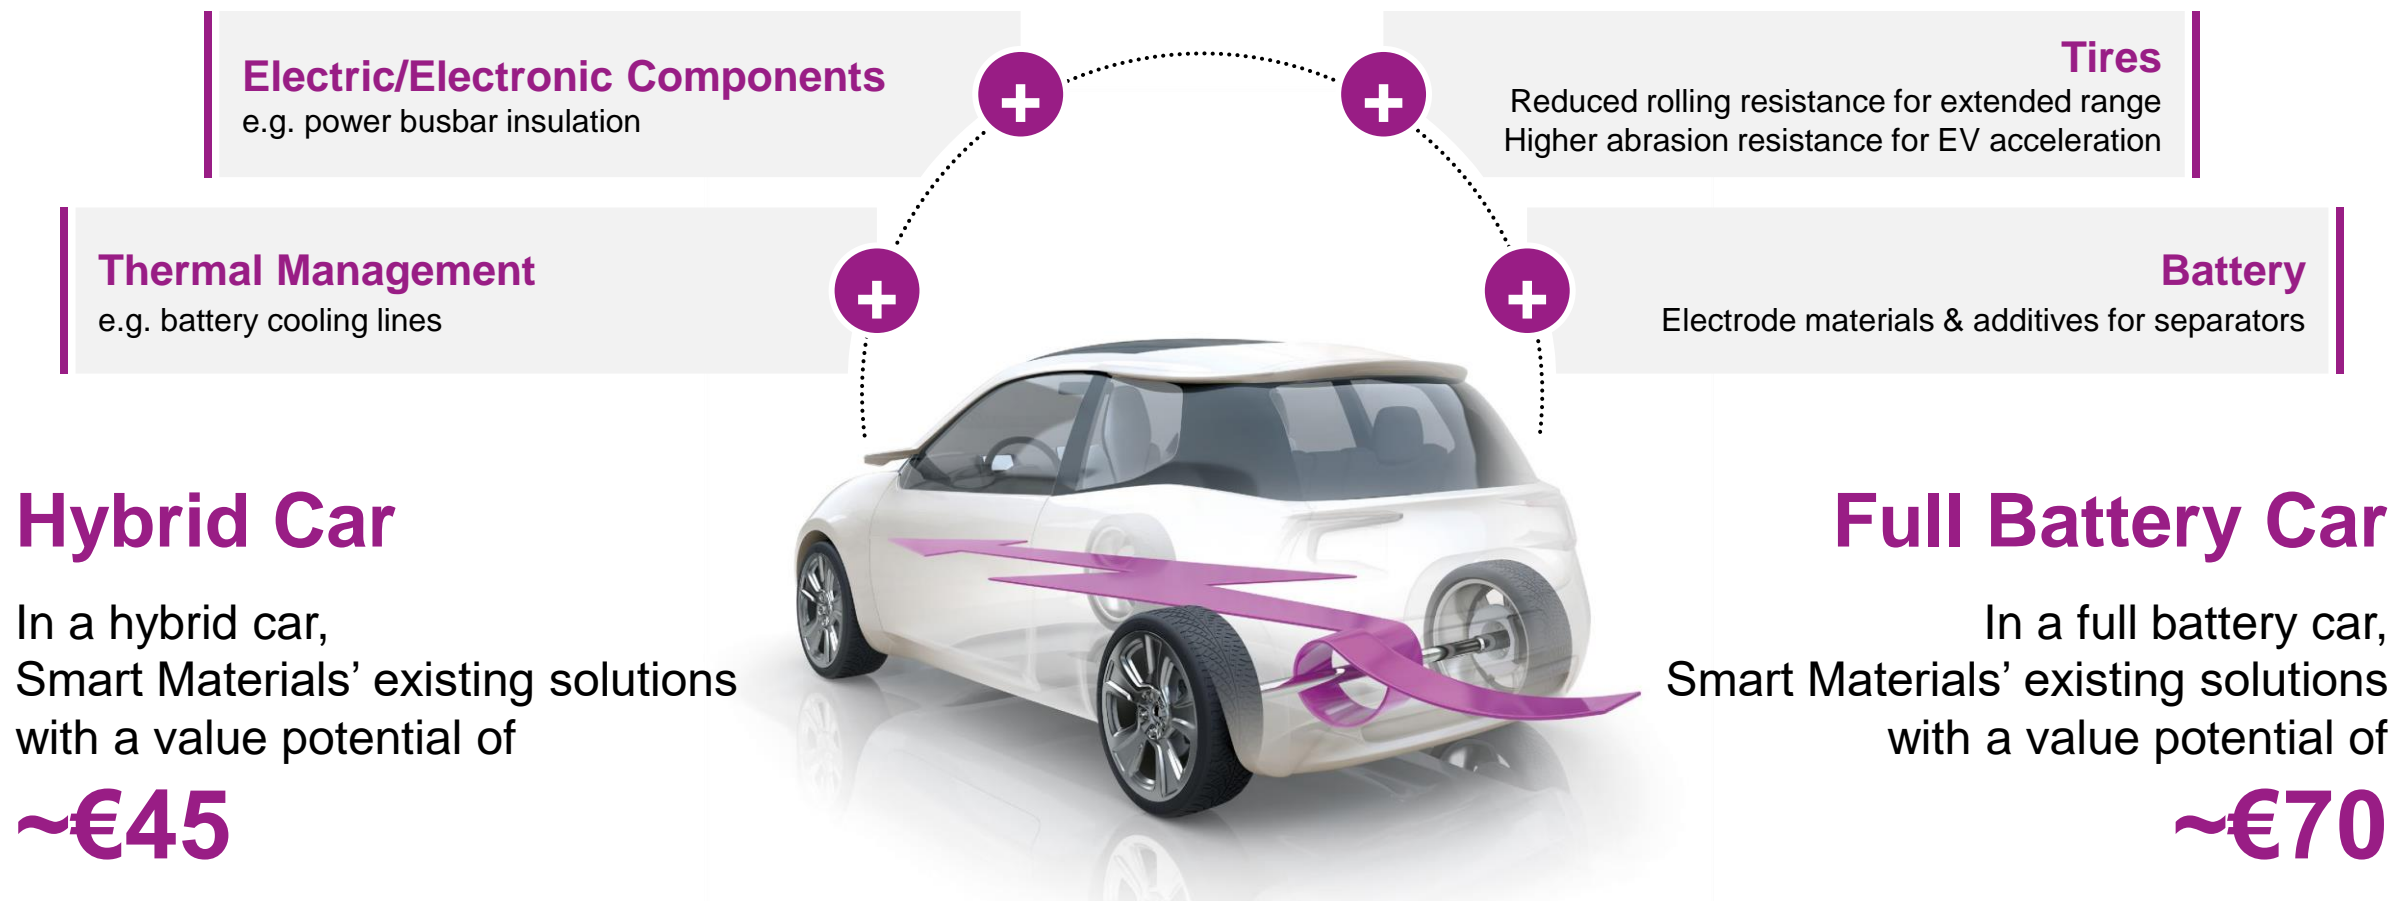 Electric/Electronic Components
e.g. power busbar insulation
Tires
Reduced rolling resistance for extended range
Higher abrasion resistance for EV acceleration
Thermal Management
e.g. battery cooling lines
Battery
Electrode materials & additives for separators
Hybrid Car
In a hybrid car,
Smart Materials’ existing solutions
with a value potential of
~€45
Full Battery Car
In a full battery car,
Smart Materials’ existing solutions
with a value potential of
~€70